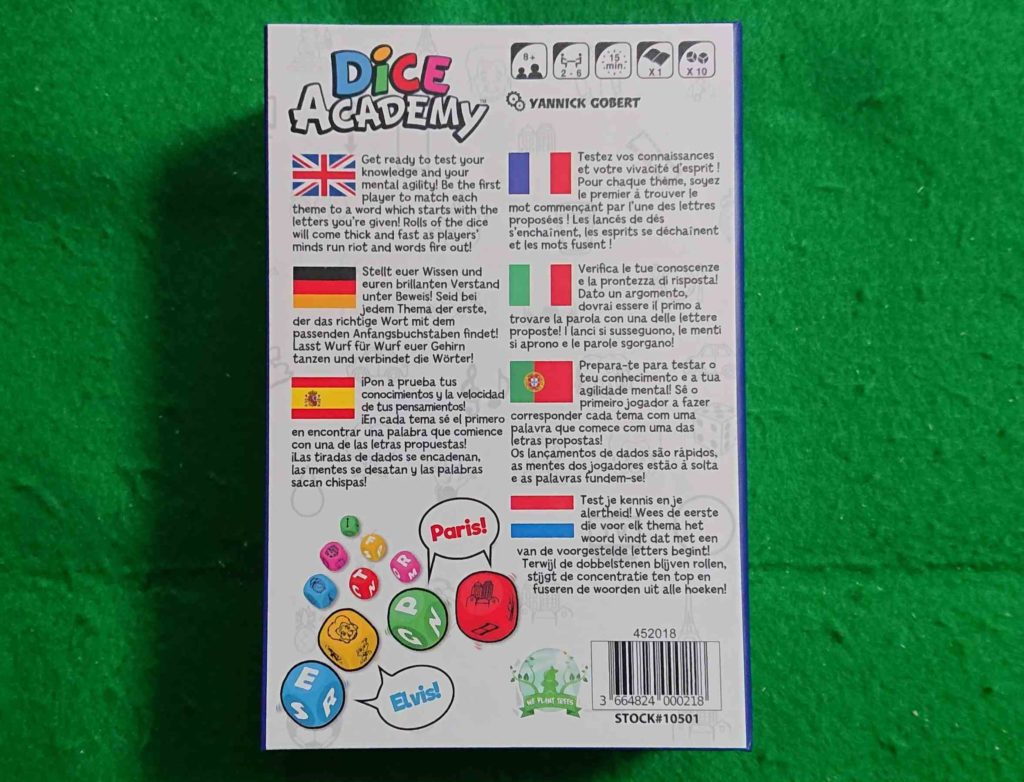 DiCE
ACADEMY™
8+
2 - 6
15
min.
X 1
X 10
YANNICK GOBERT
Get ready to test your
knowledge and your
mental agility! Be the first
player to match each
theme to a word which starts with the
letters you're given! Rolls of the dice
will come thick and fast as players'
minds run riot and words fire out!
Testez vos connaissances
et votre vivacité d'esprit !
Pour chaque thème, soyez
le premier à trouver le
mot commençant par l'une des lettres
proposées ! Les lancés de dés
s'enchaînent, les esprits se déchaînent
et les mots fusent !
Stellt euer Wissen und
euren brillanten Verstand
unter Beweis! Seid bei
jedem Thema der erste,
der das richtige Wort mit dem
passenden Anfangsbuchstaben findet!
Lasst Wurf für Wurf euer Gehirn
tanzen und verbindet die Wörter!
Verifica le tue conoscenze
e la prontezza di risposta!
Dato un argomento,
dovrai essere il primo a
trovare la parola con una delle lettere
proposte! I lanci si susseguono, le menti
si aprono e le parole sgorgano!
¡Pon a prueba tus
conocimientos y la velocidad
de tus pensamientos!
¡En cada tema sé el primero
en encontrar una palabra que comience
con una de las letras propuestas!
¡Las tiradas de dados se encadenan,
las mentes se desatan y las palabras
sacan chispas!
Prepara-te para testar o
teu conhecimento e a tua
agilidade mental! Sê o
primeiro jogador a fazer
corresponder cada tema com uma
palavra que comece com uma das
letras propostas!
Os lançamentos de dados são rápidos,
as mentes dos jogadores estão à solta
e as palavras fundem-se!
Test je kennis en je
alertheid! Wees de eerste
die voor elk thema het
woord vindt dat met een
van de voorgestelde letters begint!
Terwijl de dobbelstenen blijven rollen,
stijgt de concentratie ten top en
fuseren de woorden uit alle hoeken!
I
F
I
T
C N
R
O M
Paris!
P
C N
E
S R
Elvis!
WE PLANT TREES
452018
3 664824 000218
STOCK#10501